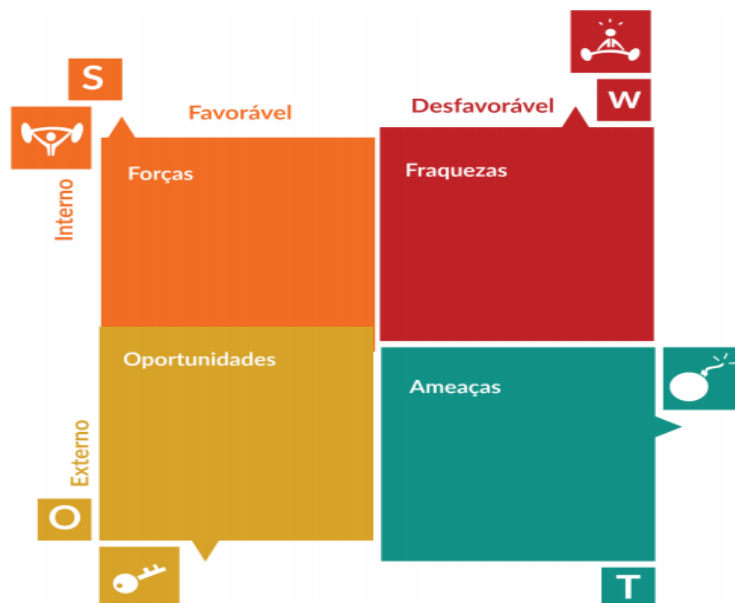 S
W
Favorável
Desfavorável
Interno
Forças
Fraquezas
Oportunidades
Ameaças
Externo
O
T